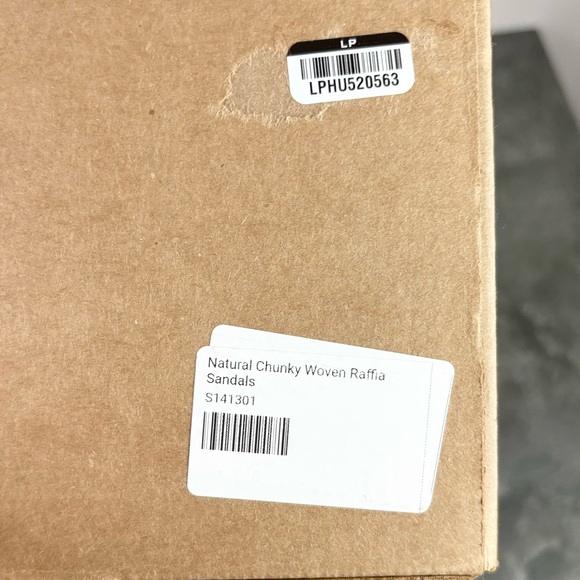 LP
LPHU520563
Natural Chunky Woven Raffia
Sandals
S141301